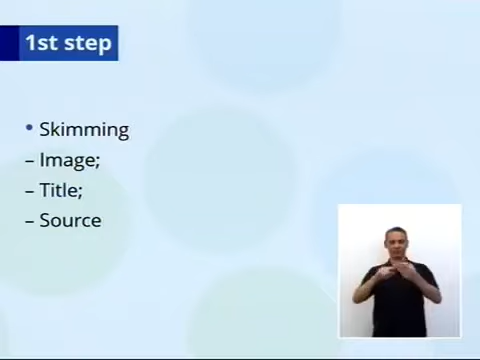 1st step
• Skimming
– Image;
– Title;
– Source